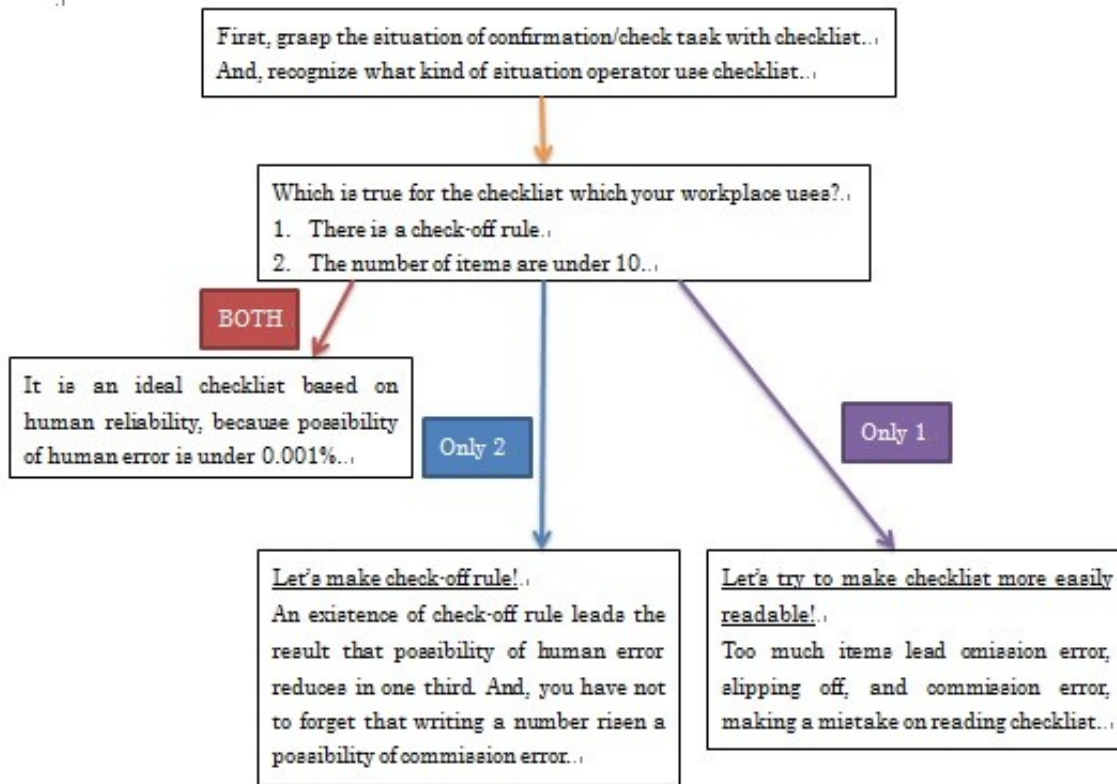 First, grasp the situation of confirmation/check task with checklist..
And, recognize what kind of situation operator use checklist..
Which is true for the checklist which your workplace uses?.
1. There is a check-off rule.
2. The number of items are under 10..
BOTH
It is an ideal checklist based on
human reliability, because possibility
of human error is under 0.001%..
Only 2
Only 1
Let's make check-off rule!.
An existence of check-off rule leads the
result that possibility of human error
reduces in one third. And, you have not
to forget that writing a number risen a
possibility of commission error..
Let's try to make checklist more easily
readable!.
Too much items lead omission error,
slipping off, and commission error,
making a mistake on reading checklist..